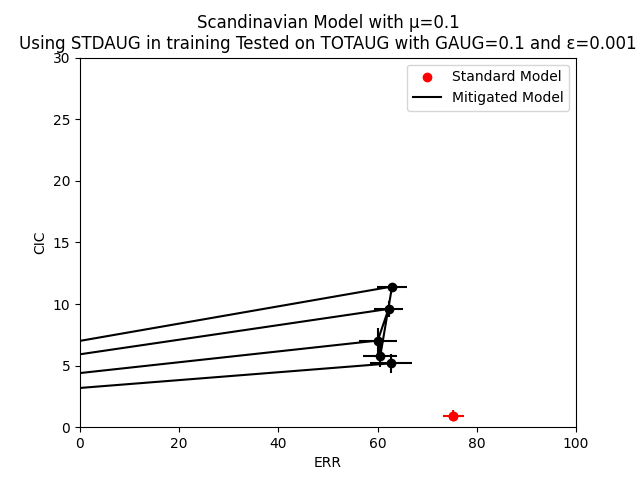 Scandinavian Model with μ=0.1
Using STDAUG in training Tested on TOTAUG with GAUG=0.1 and ε=0.001
Standard Model
Mitigated Model
30
25
20
15
10
5
0
CIC
0 20 40 60 80 100
ERR